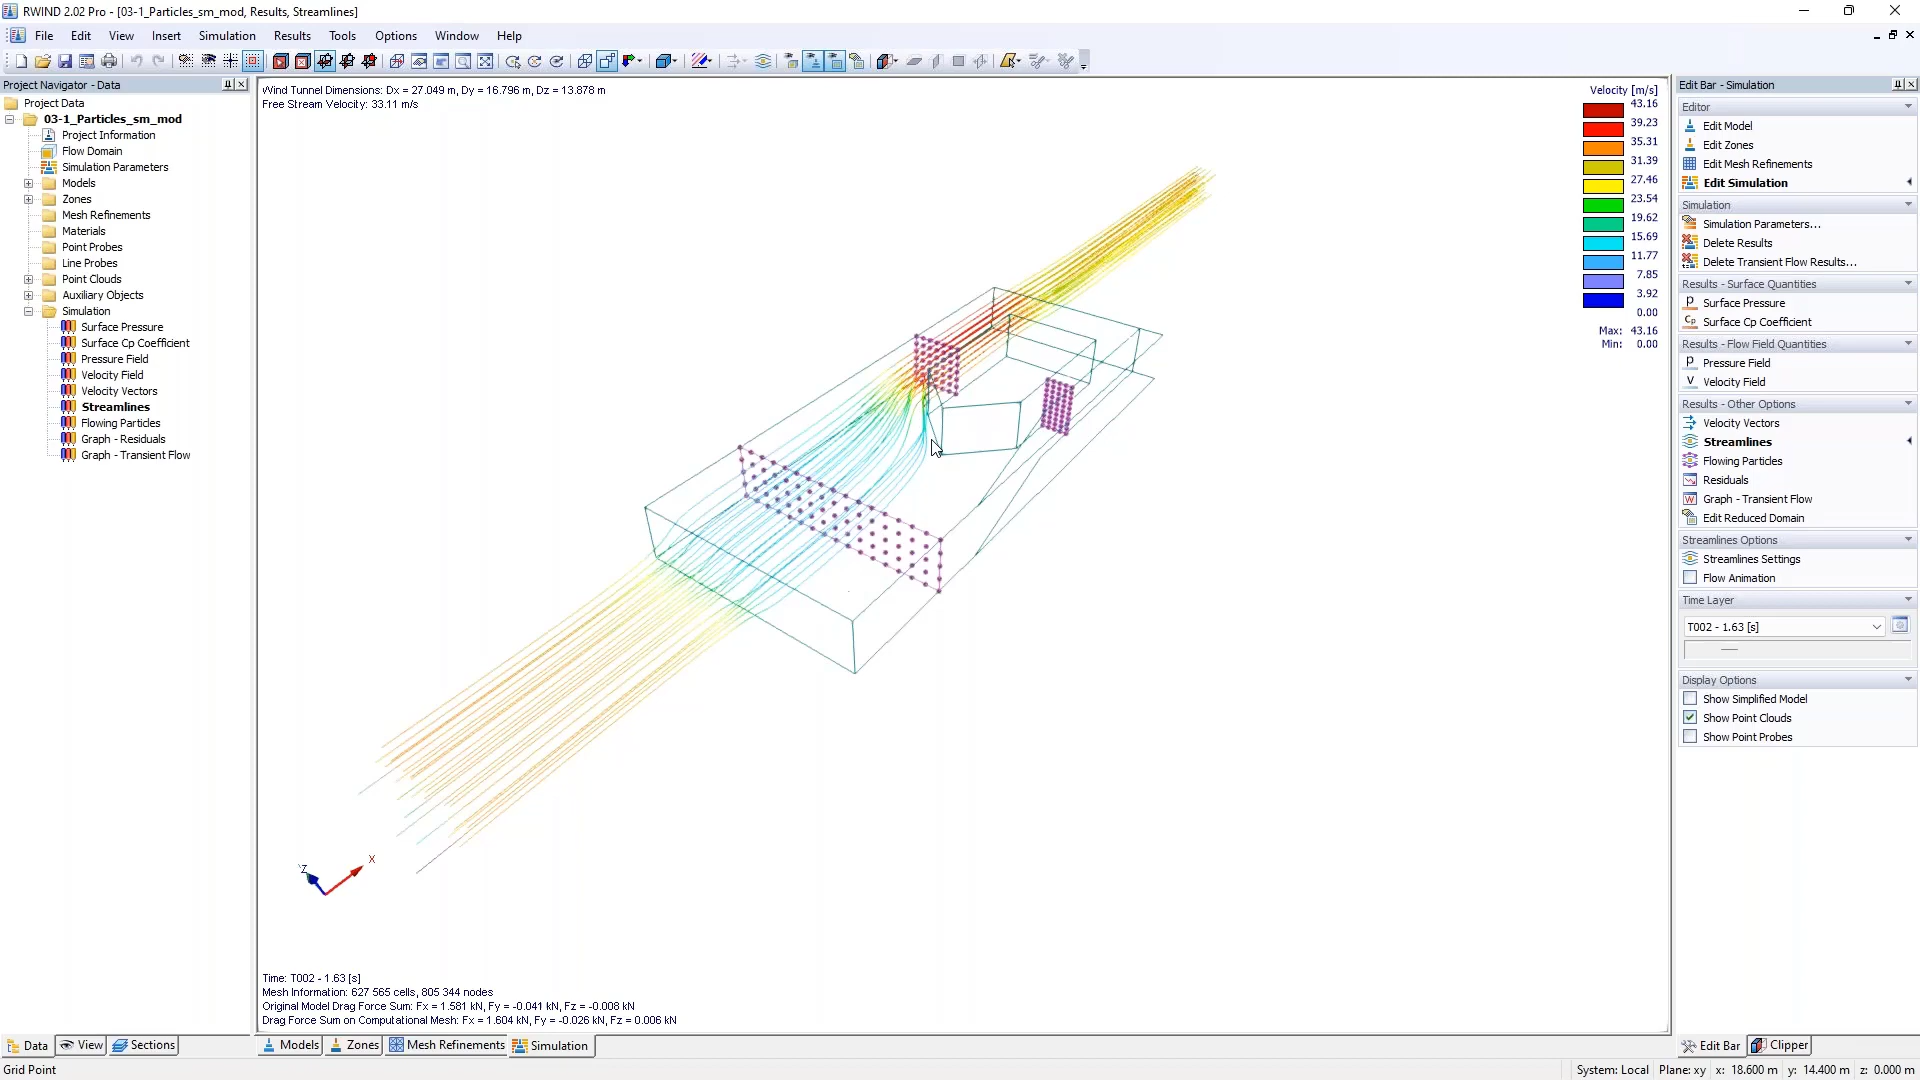 RWIND 2.02 Pro - [03-1_Particles_sm_mod, Results, Streamlines]
File Edit View Insert Simulation Results Tools Options Window Help
Project Navigator - Data
Project Data
03-1_Particles_sm_mod
Project Information
Flow Domain
Simulation Parameters
Models
Zones
Mesh Refinements
Materials
Point Probes
Line Probes
Point Clouds
Auxiliary Objects
Simulation
Surface Pressure
Surface Cp Coefficient
Pressure Field
Velocity Field
Velocity Vectors
Streamlines
Flowing Particles
Graph - Residuals
Graph - Transient Flow
Data View Sections
Wind Tunnel Dimensions: Dx = 27.049 m, Dy = 16.796 m, Dz = 13.878 m
Free Stream Velocity: 33.11 m/s
Velocity [m/s]
43.16
39.23
35.31
31.39
27.46
23.54
19.62
15.69
11.77
7.85
3.92
0.00
Max: 43.16
Min: 0.00
X
Z
Time: T002 - 1.63 [s]
Mesh Information: 627 565 cells, 805 344 nodes
Original Model Drag Force Sum: Fx = 1.581 kN, Fy = -0.041 kN, Fz = -0.008 kN
Drag Force Sum on Computational Mesh: Fx = 1.604 kN, Fy = -0.026 kN, Fz = 0.006 kN
Models Zones Mesh Refinements Simulation
Edit Bar - Simulation
Editor
Edit Model
Edit Zones
Edit Mesh Refinements
Edit Simulation
Simulation
Simulation Parameters...
Delete Results
Delete Transient Flow Results...
Results - Surface Quantities
Surface Pressure
Surface Cp Coefficient
Results - Flow Field Quantities
Pressure Field
Velocity Field
Results - Other Options
Velocity Vectors
Streamlines
Flowing Particles
Residuals
Graph - Transient Flow
Edit Reduced Domain
Streamlines Options
Streamlines Settings
Flow Animation
Time Layer
T002 - 1.63 [s]
Display Options
Show Simplified Model
Show Point Clouds
Show Point Probes
Edit Bar Clipper
Grid Point
System: Local Plane: xy x: 18.600 m y: 14.400 m z: 0.000 m